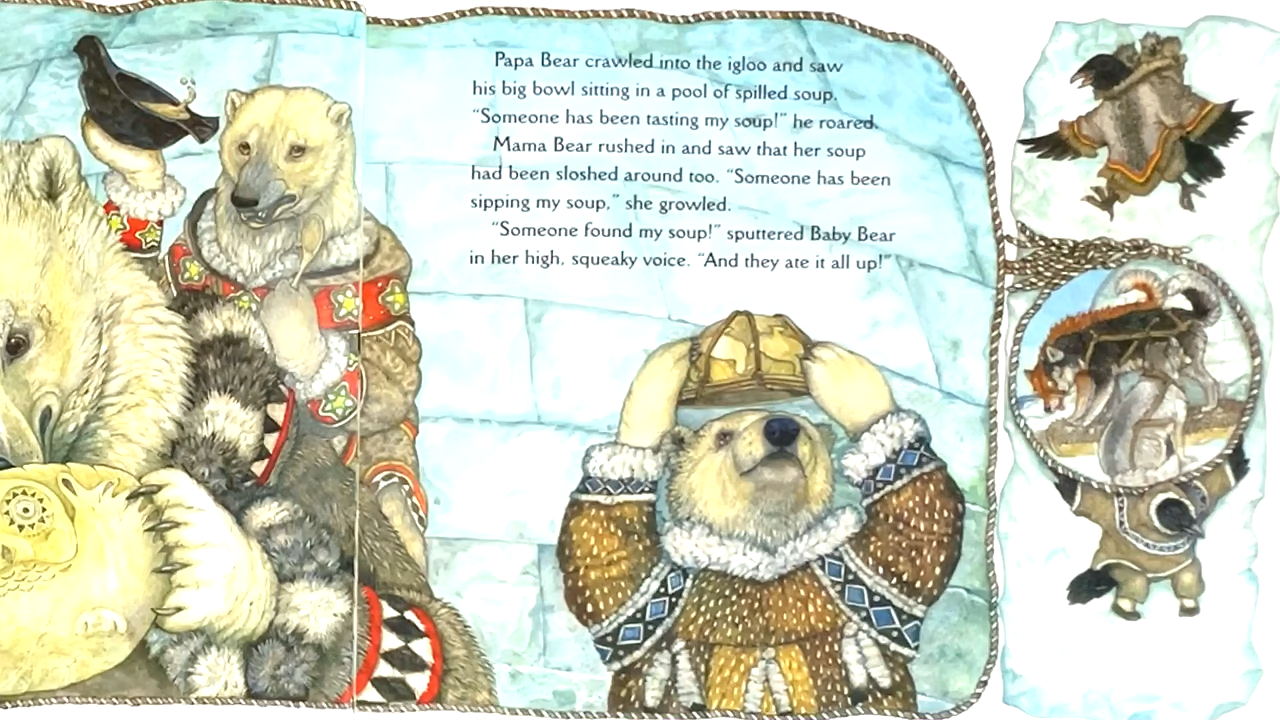 Papa Bear crawled into the igloo and saw
his big bowl sitting in a pool of spilled soup.
“Someone has been tasting my soup!” he roared.
Mama Bear rushed in and saw that her soup
had been sloshed around too. “Someone has been
sipping my soup,” she growled.
“Someone found my soup!” sputtered Baby Bear
in her high, squeaky voice. “And they ate it all up!”